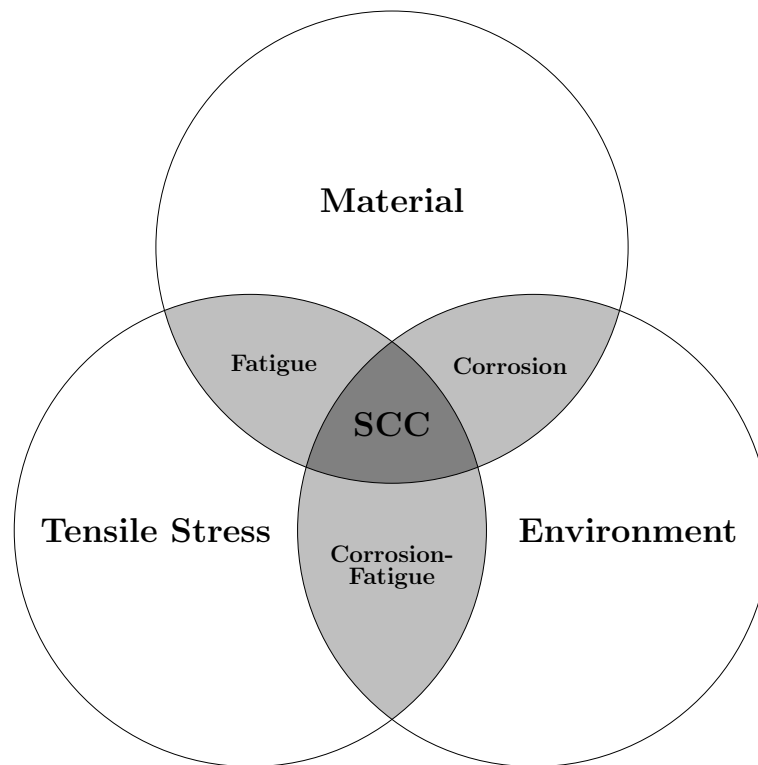 Material
Fatigue
Corrosion
SCC
Tensile Stress
Environment
Corrosion-
Fatigue